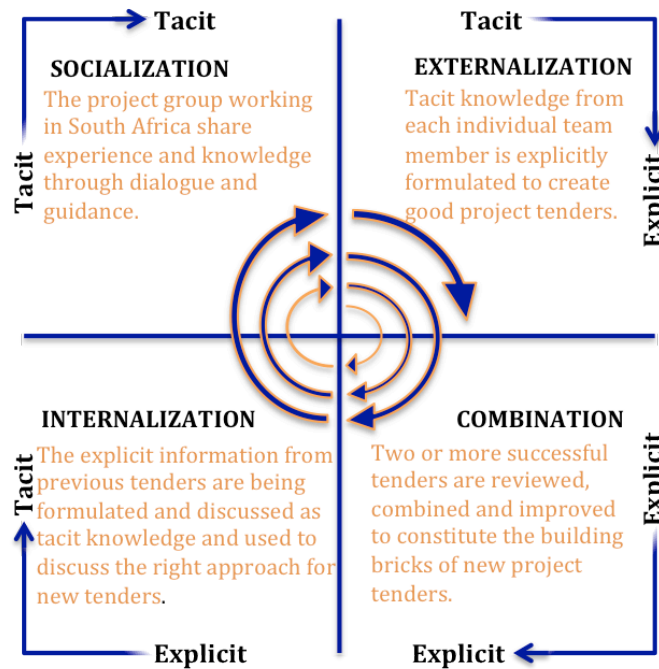 Tacit
Tacit
SOCIALIZATION
The project group working
in South Africa share
experience and knowledge
through dialogue and
guidance.
Tacit
EXTERNALIZATION
Tacit knowledge from
each individual team
member is explicitly
formulated to create
good project tenders.
Explicit
INTERNALIZATION
The explicit information from
previous tenders are being
formulated and discussed as
tacit knowledge and used to
discuss the right approach for
new tenders.
Tacit
COMBINATION
Two or more successful
tenders are reviewed,
combined and improved
to constitute the building
bricks of new project
tenders.
Explicit
Explicit
Explicit